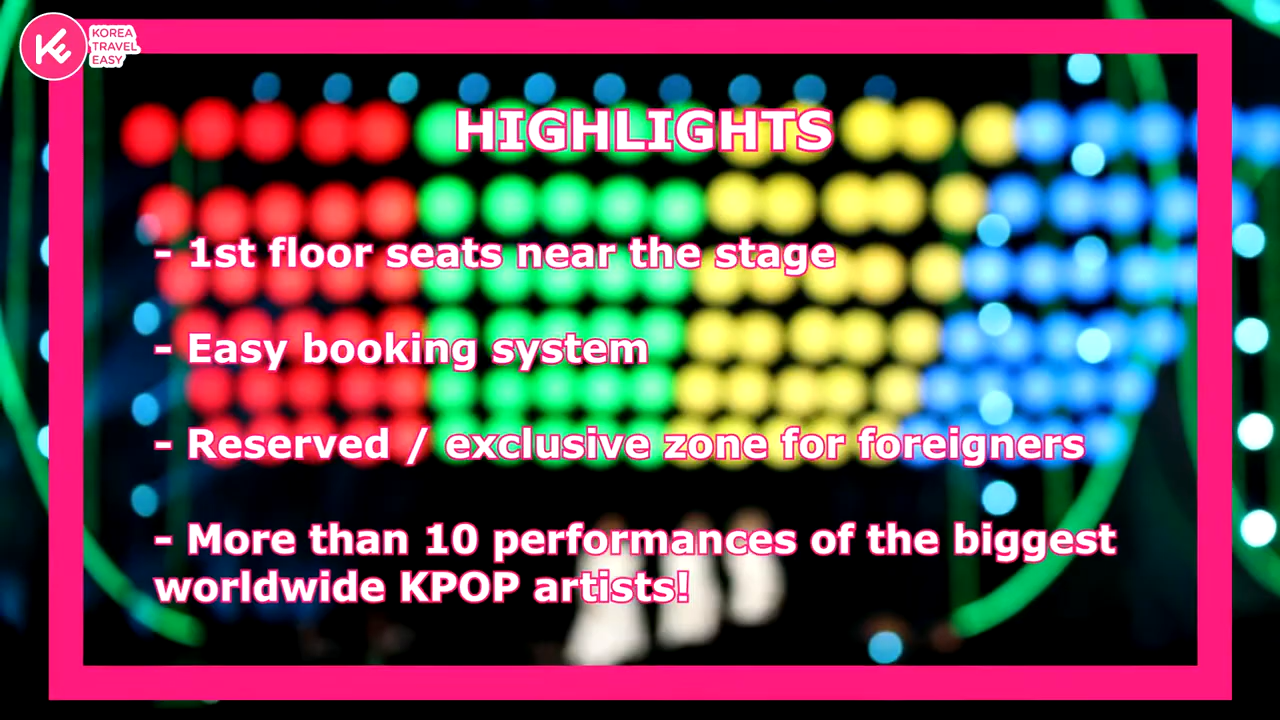 KOREA
TRAVEL
EASY
HIGHLIGHTS
- 1st floor seats near the stage
- Easy booking system
- Reserved / exclusive zone for foreigners
- More than 10 performances of the biggest
worldwide KPOP artists!